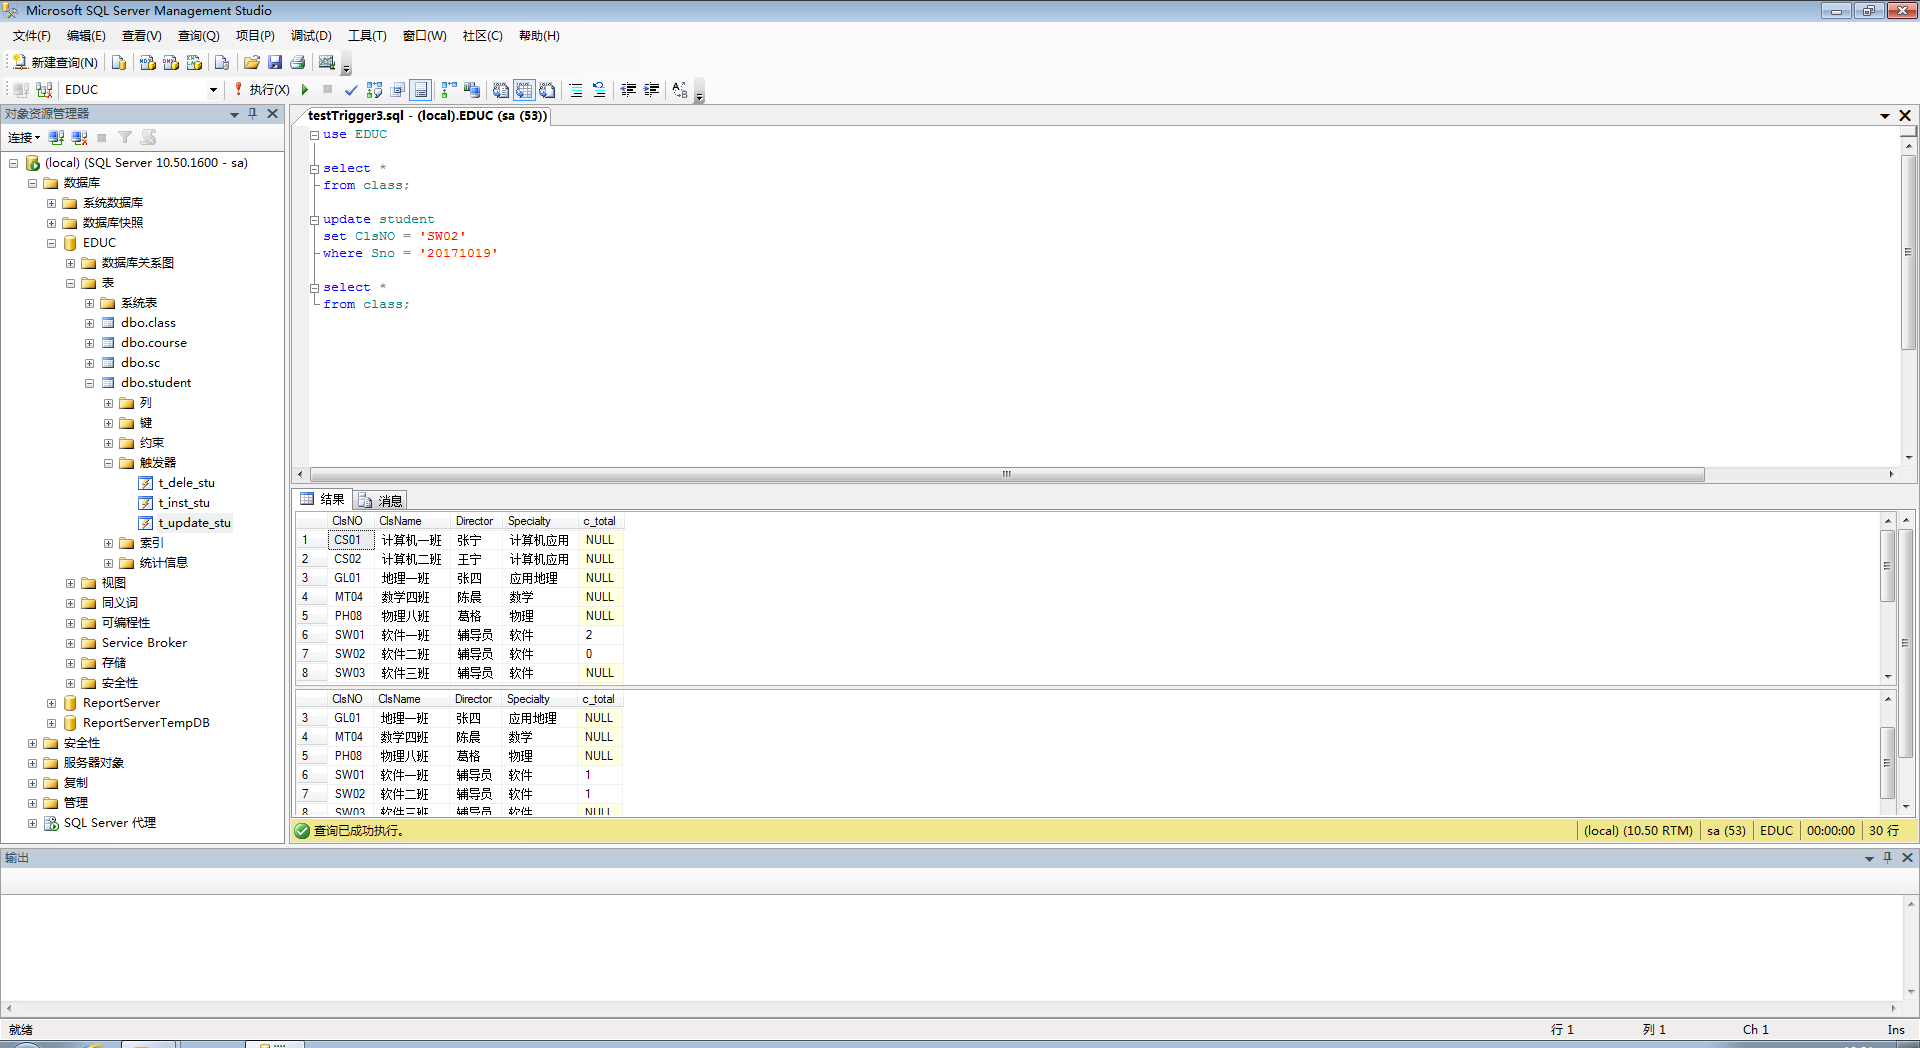 Microsoft SQL Server Management Studio
文件(F) 编辑(E) 查看(V) 查询(Q) 项目(P) 调试(D) 工具(T) 窗口(W) 社区(C) 帮助(H)
新建查询(N)
EDUC 执行(X)
对象资源管理器
连接
(local) (SQL Server 10.50.1600 - sa)
数据库
系统数据库
数据库快照
EDUC
数据库关系图
表
系统表
dbo.class
dbo.course
dbo.sc
dbo.student
列
键
约束
触发器
t_dele_stu
t_inst_stu
t_update_stu
索引
统计信息
视图
同义词
可编程性
Service Broker
存储
安全性
ReportServer
ReportServerTempDB
安全性
服务器对象
复制
管理
SQL Server 代理
testTrigger3.sql - (local).EDUC (sa (53))
use EDUC
select *
from class;
update student
set ClsNO = 'SW02'
where Sno = '20171019'
select *
from class;
结果 消息
ClsNO ClsName Director Specialty c_total
1 CS01 计算机一班 张宁 计算机应用 NULL
2 CS02 计算机二班 王宁 计算机应用 NULL
3 GL01 地理一班 张四 应用地理 NULL
4 MT04 数学四班 陈晨 数学 NULL
5 PH08 物理八班 葛格 物理 NULL
6 SW01 软件一班 辅导员 软件 2
7 SW02 软件二班 辅导员 软件 0
8 SW03 软件三班 辅导员 软件 NULL
ClsNO ClsName Director Specialty c_total
3 GL01 地理一班 张四 应用地理 NULL
4 MT04 数学四班 陈晨 数学 NULL
5 PH08 物理八班 葛格 物理 NULL
6 SW01 软件一班 辅导员 软件 1
7 SW02 软件二班 辅导员 软件 1
8 SW03 软件三班 辅导员 软件 NULL
查询已成功执行。 (local) (10.50 RTM) sa (53) EDUC 00:00:00 30 行
输出
就绪 行 1 列 1 Ch 1 Ins